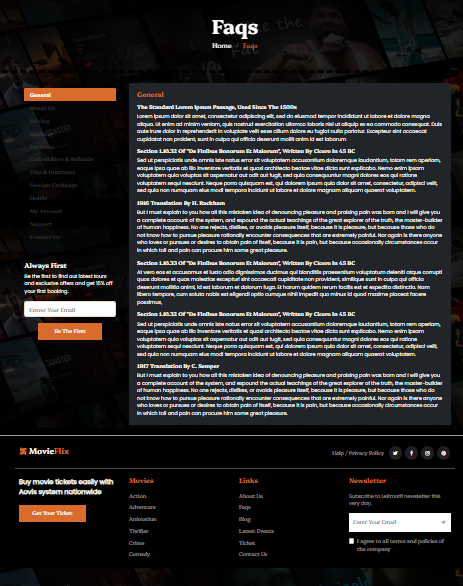 Faqs
Home / Faqs
General
About Us
Pricing
Cancellation & Refunds
Visa & Insurance
Foreign Exchange
Hotels
My Account
Support
Contact Us
Always First
Be the first to find out latest tours
and exclusive offers and get 15% off
your first booking.
Enter Your Email
Be The First
General
The Standard Lorem Ipsum Passage, Used Since The 1500s
Lorem ipsum dolor sit amet, consectetur adipiscing elit, sed do eiusmod tempor incididunt ut labore et dolore magna
aliqua. Ut enim ad minim veniam, quis nostrud exercitation ullamco laboris nisi ut aliquip ex ea commodo consequat. Duis
aute irure dolor in reprehenderit in voluptate velit esse cillum dolore eu fugiat nulla pariatur. Excepteur sint occaecat
cupidatat non proident, sunt in culpa qui officia deserunt mollit anim id est laborum
Section 1.10.32 Of "De Finibus Bonorum Et Malorum", Written By Cicero In 45 BC
Sed ut perspiciatis unde omnis iste natus error sit voluptatem accusantium doloremque laudantium, totam rem aperiam,
eaque ipsa quae ab illo inventore veritatis et quasi architecto beatae vitae dicta sunt explicabo. Nemo enim ipsam
voluptatem quia voluptas sit aspernatur aut odit aut fugit, sed quia consequuntur magni dolores eos qui ratione
voluptatem sequi nesciunt. Neque porro quisquam est, qui dolorem ipsum quia dolor sit amet, consectetur, adipisci velit,
sed quia non numquam eius modi tempora incidunt ut labore et dolore magnam aliquam quaerat voluptatem.
1916 Translation By H. Rackham
But I must explain to you how all this mistaken idea of denouncing pleasure and praising pain was born and I will give you
a complete account of the system, and expound the actual teachings of the great explorer of the truth, the master-builder
of human happiness. No one rejects, dislikes, or avoids pleasure itself, because it is pleasure, but because those who do
not know how to pursue pleasure rationally encounter consequences that are extremely painful. Nor again is there anyone
who loves or pursues or desires to obtain pain of itself, because it is pain, but because occasionally circumstances occur
in which toil and pain can procure him some great pleasure.
Section 1.10.33 Of "De Finibus Bonorum Et Malorum", Written By Cicero In 45 BC
At vero eos et accusamus et iusto odio dignissimos ducimus qui blanditiis praesentium voluptatum deleniti atque corrupti
quos dolores et quas molestias excepturi sint occaecati cupiditate non provident, similique sunt in culpa qui officia
deserunt mollitia animi, id est laborum et dolorum fuga. Et harum quidem rerum facilis est et expedita distinctio. Nam
libero tempore, cum soluta nobis est eligendi optio cumque nihil impedit quo minus id quod maxime placeat facere
possimus,
Section 1.10.32 Of "De Finibus Bonorum Et Malorum", Written By Cicero In 45 BC
Sed ut perspiciatis unde omnis iste natus error sit voluptatem accusantium doloremque laudantium, totam rem aperiam,
eaque ipsa quae ab illo inventore veritatis et quasi architecto beatae vitae dicta sunt explicabo. Nemo enim ipsam
voluptatem quia voluptas sit aspernatur aut odit aut fugit, sed quia consequuntur magni dolores eos qui ratione
voluptatem sequi nesciunt. Neque porro quisquam est, qui dolorem ipsum quia dolor sit amet, consectetur, adipisci velit,
sed quia non numquam eius modi tempora incidunt ut labore et dolore magnam aliquam quaerat voluptatem.
1917 Translation By C. Semper
But I must explain to you how all this mistaken idea of denouncing pleasure and praising pain was born and I will give you
a complete account of the system, and expound the actual teachings of the great explorer of the truth, the master-builder
of human happiness. No one rejects, dislikes, or avoids pleasure itself, because it is pleasure, but because those who do
not know how to pursue pleasure rationally encounter consequences that are extremely painful. Nor again is there anyone
who loves or pursues or desires to obtain pain of itself, because it is pain, but because occasionally circumstances occur
in which toil and pain can procure him some great pleasure.
MovieFlix
Help / Privacy Policy
Buy movie tickets easily with
Aovis system nationwide
Get Your Ticket
Movies
Action
Adventure
Animation
Thriller
Crime
Comedy
Links
About Us
Faqs
Blog
Latest Events
Ticket
Contact Us
Newsletter
Subscribe to Leitmotif newsletter this
very day.
Enter Your Email
I agree to all terms and policies of
the company